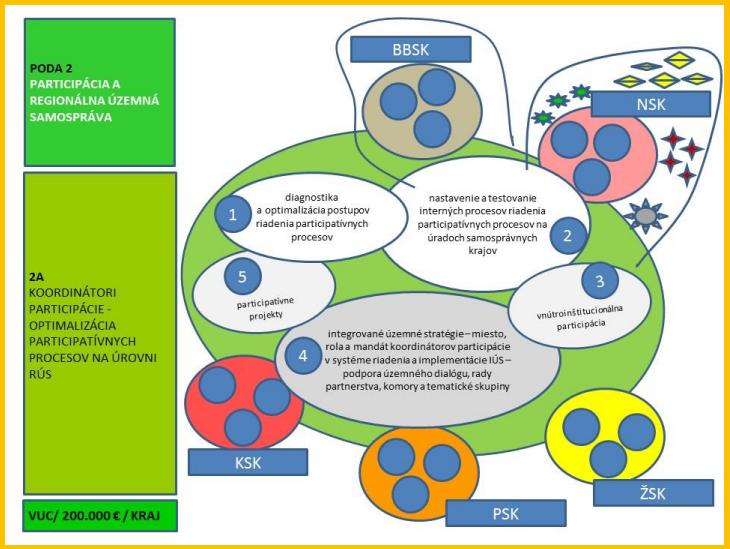 PODA 2
PARTICIPÁCIA A
REGIONÁLNA ÚZEMNÁ
SAMOSPRÁVA
2A
KOORDINÁTORI
PARTICIPÁCIE -
OPTIMALIZÁCIA
PARTICIPATÍVNYCH
PROCESOV NA ÚROVNI
RÚS
VUC/ 200.000 € / KRAJ
BBSK
NSK
1
diagnostika
a optimalizácia postupov
riadenia participatívnych
procesov
nastavenie a testovanie
interných procesov riadenia
participatívnych procesov na
úradoch samosprávnych
krajov
2
5
participatívne
projekty
3
vnútroinštitucionálna
participácia
4
integrované územné stratégie – miesto,
rola a mandát koordinátorov participácie
v systéme riadenia a implementácie IÚS –
podpora územného dialógu, rady
partnerstva, komory a tematické skupiny
KSK
PSK
ŽSK